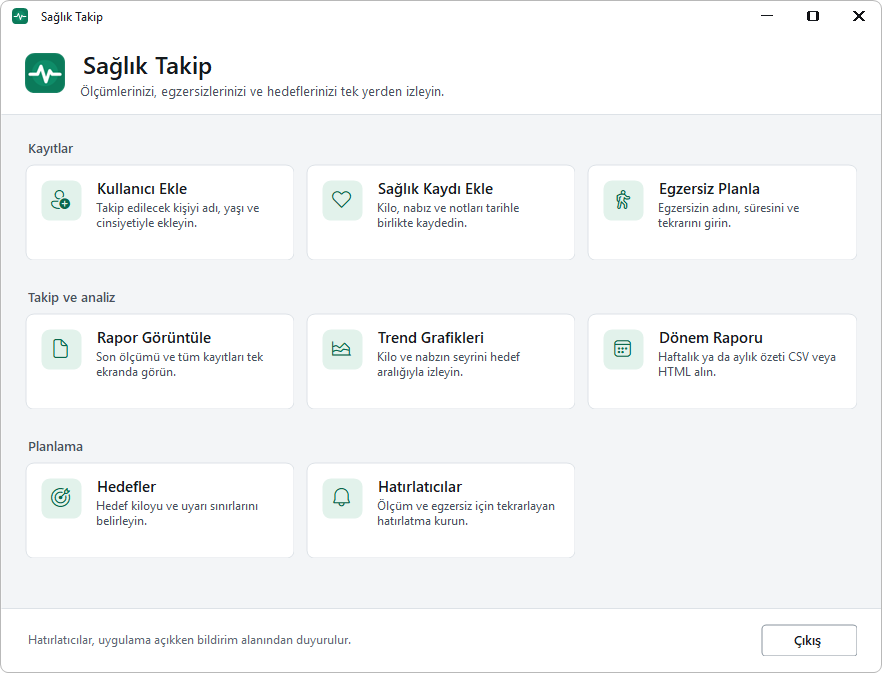 Sağlık Takip
Sağlık Takip
Ölçümlerinizi, egzersizlerinizi ve hedeflerinizi tek yerden izleyin.
Kayıtlar
Kullanıcı Ekle
Takip edilecek kişiyi adı, yaşı ve
cinsiyetiyle ekleyin.
Sağlık Kaydı Ekle
Kilo, nabız ve notları tarihle
birlikte kaydedin.
Egzersiz Planla
Egzersizin adını, süresini ve
tekrarını girin.
Takip ve analiz
Rapor Görüntüle
Son ölçümü ve tüm kayıtları tek
ekranda görün.
Trend Grafikleri
Kilo ve nabzın seyrini hedef
aralığıyla izleyin.
Dönem Raporu
Haftalık ya da aylık özeti CSV veya
HTML alın.
Planlama
Hedefler
Hedef kiloyu ve uyarı sınırlarını
belirleyin.
Hatırlatıcılar
Ölçüm ve egzersiz için tekrarlayan
hatırlatma kurun.
Hatırlatıcılar, uygulama açıkken bildirim alanından duyurulur.
Çıkış